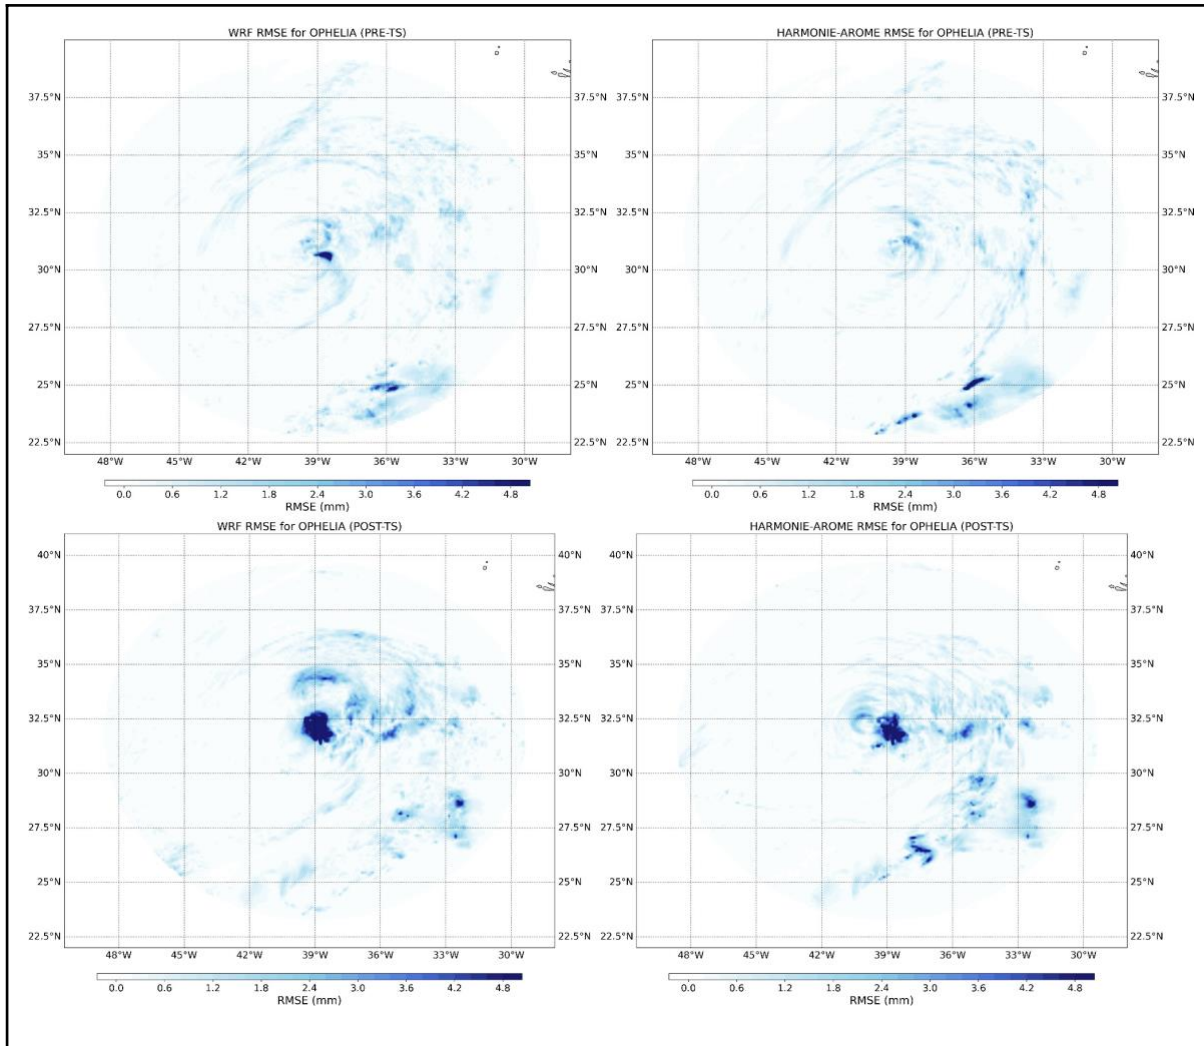 WRF RMSE for OPHELIA (PRE-TS)
37.5°N
35°N
32.5°N
30°N
27.5°N
25°N
22.5°N
37.5°N
35°N
32.5°N
30°N
27.5°N
25°N
22.5°N
48°W 45°W 42°W 39°W 36°W 33°W 30°W
0.0 0.6 1.2 1.8 2.4 3.0 3.6 4.2 4.8
RMSE (mm)
HARMONIE-AROME RMSE for OPHELIA (PRE-TS)
37.5°N
35°N
32.5°N
30°N
27.5°N
25°N
22.5°N
48°W 45°W 42°W 39°W 36°W 33°W 30°W
0.0 0.6 1.2 1.8 2.4 3.0 3.6 4.2 4.8
RMSE (mm)
WRF RMSE for OPHELIA (POST-TS)
40°N
37.5°N
35°N
32.5°N
30°N
27.5°N
25°N
22.5°N
40°N
37.5°N
35°N
32.5°N
30°N
27.5°N
25°N
22.5°N
48°W 45°W 42°W 39°W 36°W 33°W 30°W
0.0 0.6 1.2 1.8 2.4 3.0 3.6 4.2 4.8
RMSE (mm)
HARMONIE-AROME RMSE for OPHELIA (POST-TS)
40°N
37.5°N
35°N
32.5°N
30°N
27.5°N
25°N
22.5°N
40°N
37.5°N
35°N
32.5°N
30°N
27.5°N
25°N
22.5°N
48°W 45°W 42°W 39°W 36°W 33°W 30°W
0.0 0.6 1.2 1.8 2.4 3.0 3.6 4.2 4.8
RMSE (mm)